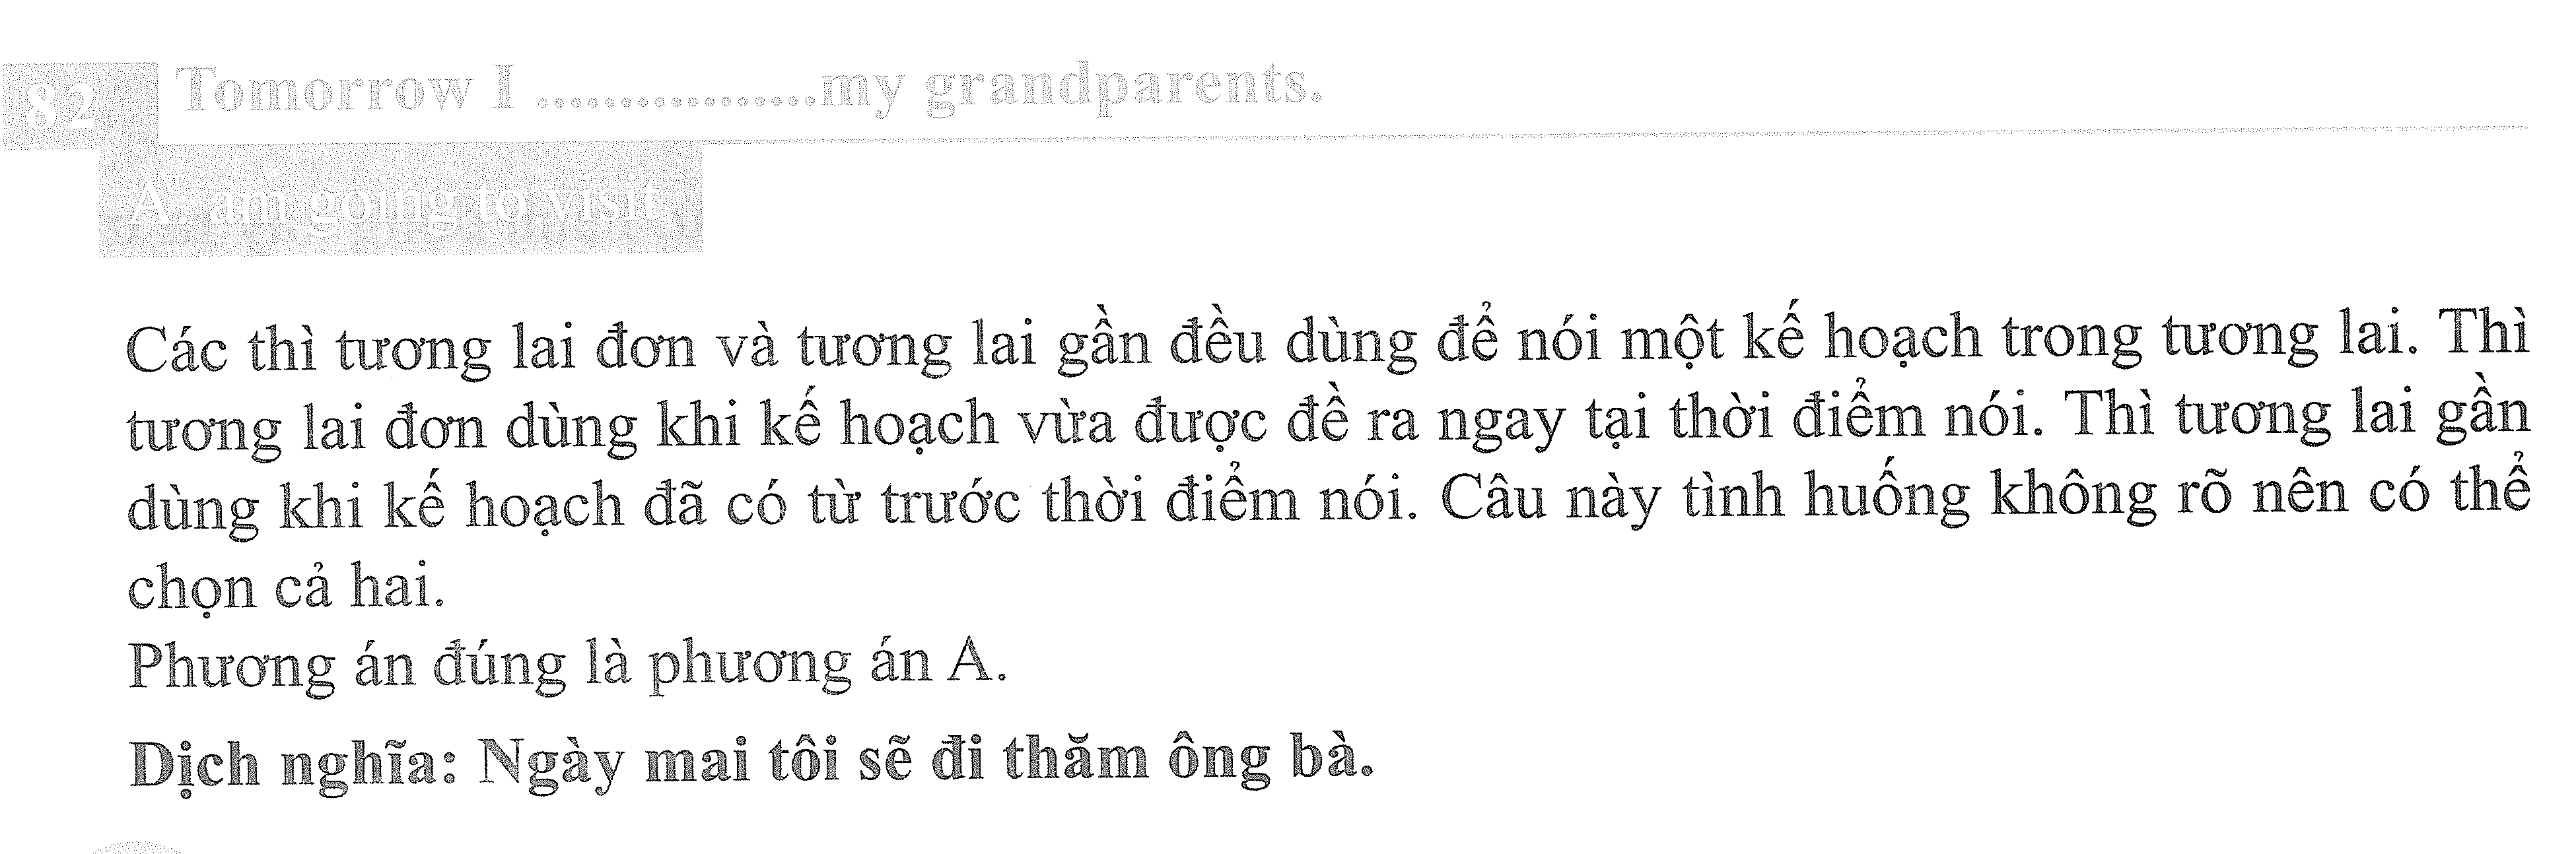 82 Tomorrow I .................my grandparents.
A. am going to visit
Các thì tương lai đơn và tương lai gần đều dùng để nói một kế hoạch trong tương lai. Thì
tương lai đơn dùng khi kế hoạch vừa được đề ra ngay tại thời điểm nói. Thì tương lai gần
dùng khi kế hoạch đã có từ trước thời điểm nói. Câu này tình huống không rõ nên có thể
chọn cả hai.
Phương án đúng là phương án A.
Dịch nghĩa: Ngày mai tôi sẽ đi thăm ông bà.